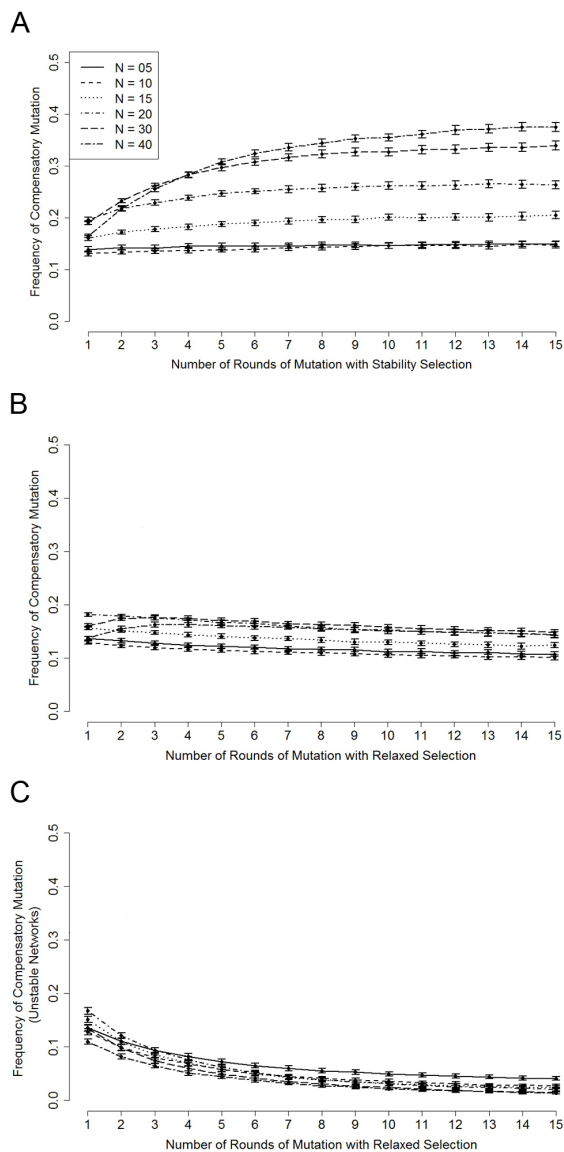 A
N = 05
N = 10
N = 15
N = 20
N = 30
N = 40
Frequency of Compensatory Mutation
0.5
0.4
0.3
0.2
0.1
0.0
1 2 3 4 5 6 7 8 9 10 11 12 13 14 15
Number of Rounds of Mutation with Stability Selection
B
Frequency of Compensatory Mutation
0.5
0.4
0.3
0.2
0.1
0.0
1 2 3 4 5 6 7 8 9 10 11 12 13 14 15
Number of Rounds of Mutation with Relaxed Selection
C
Frequency of Compensatory Mutation
(Unstable Networks)
0.5
0.4
0.3
0.2
0.1
0.0
1 2 3 4 5 6 7 8 9 10 11 12 13 14 15
Number of Rounds of Mutation with Relaxed Selection